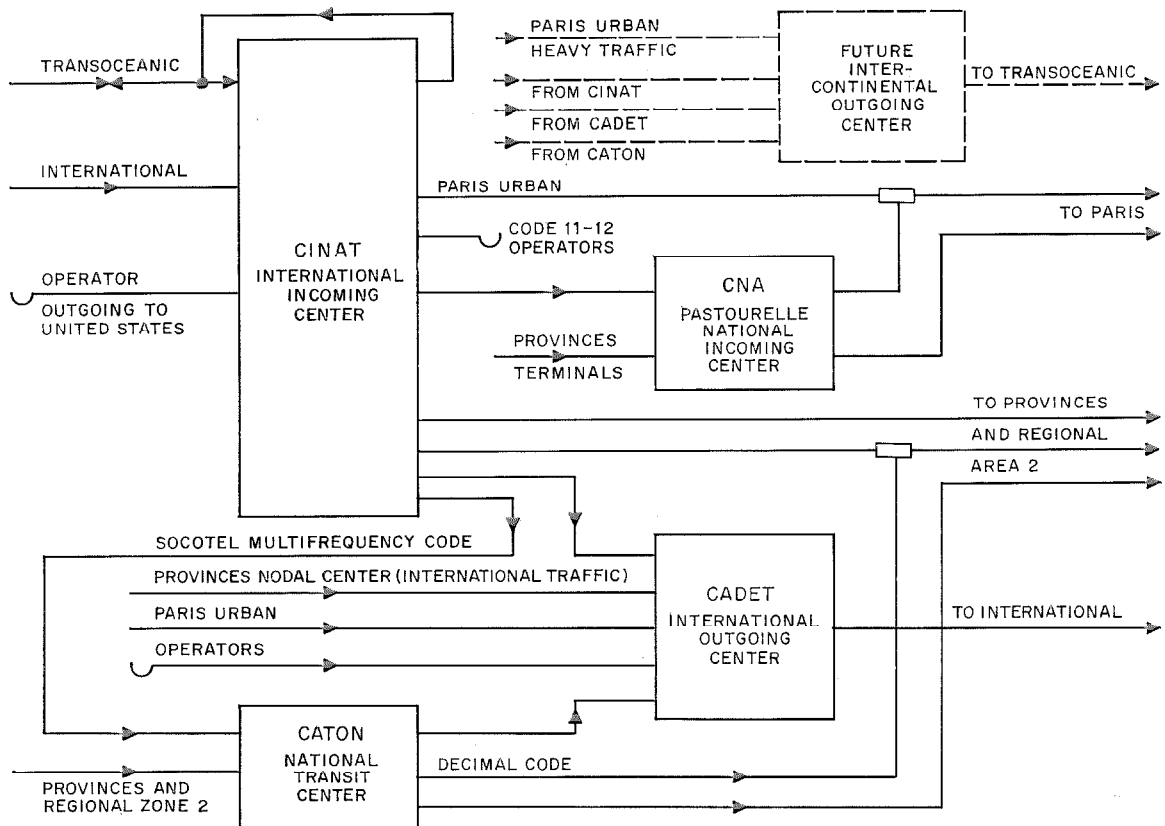 TRANSOCEANIC
INTERNATIONAL
OPERATOR
OUTGOING TO
UNITED STATES
CINAT
INTERNATIONAL
INCOMING
CENTER
PARIS URBAN
HEAVY TRAFFIC
FROM CINAT
FROM CADET
FROM CATON
FUTURE
INTER-
CONTINENTAL
OUTGOING
CENTER
TO TRANSOCEANIC
PARIS URBAN
CODE 11-12
OPERATORS
TO PARIS
CNA
PASTOURELLE
NATIONAL
INCOMING
CENTER
PROVINCES
TERMINALS
TO PROVINCES
AND REGIONAL
AREA 2
SOCOTEL MULTIFREQUENCY CODE
PROVINCES NODAL CENTER (INTERNATIONAL TRAFFIC)
PARIS URBAN
OPERATORS
CADET
INTERNATIONAL
OUTGOING
CENTER
TO INTERNATIONAL
CATON
NATIONAL
TRANSIT
CENTER
DECIMAL CODE
PROVINCES AND
REGIONAL ZONE 2